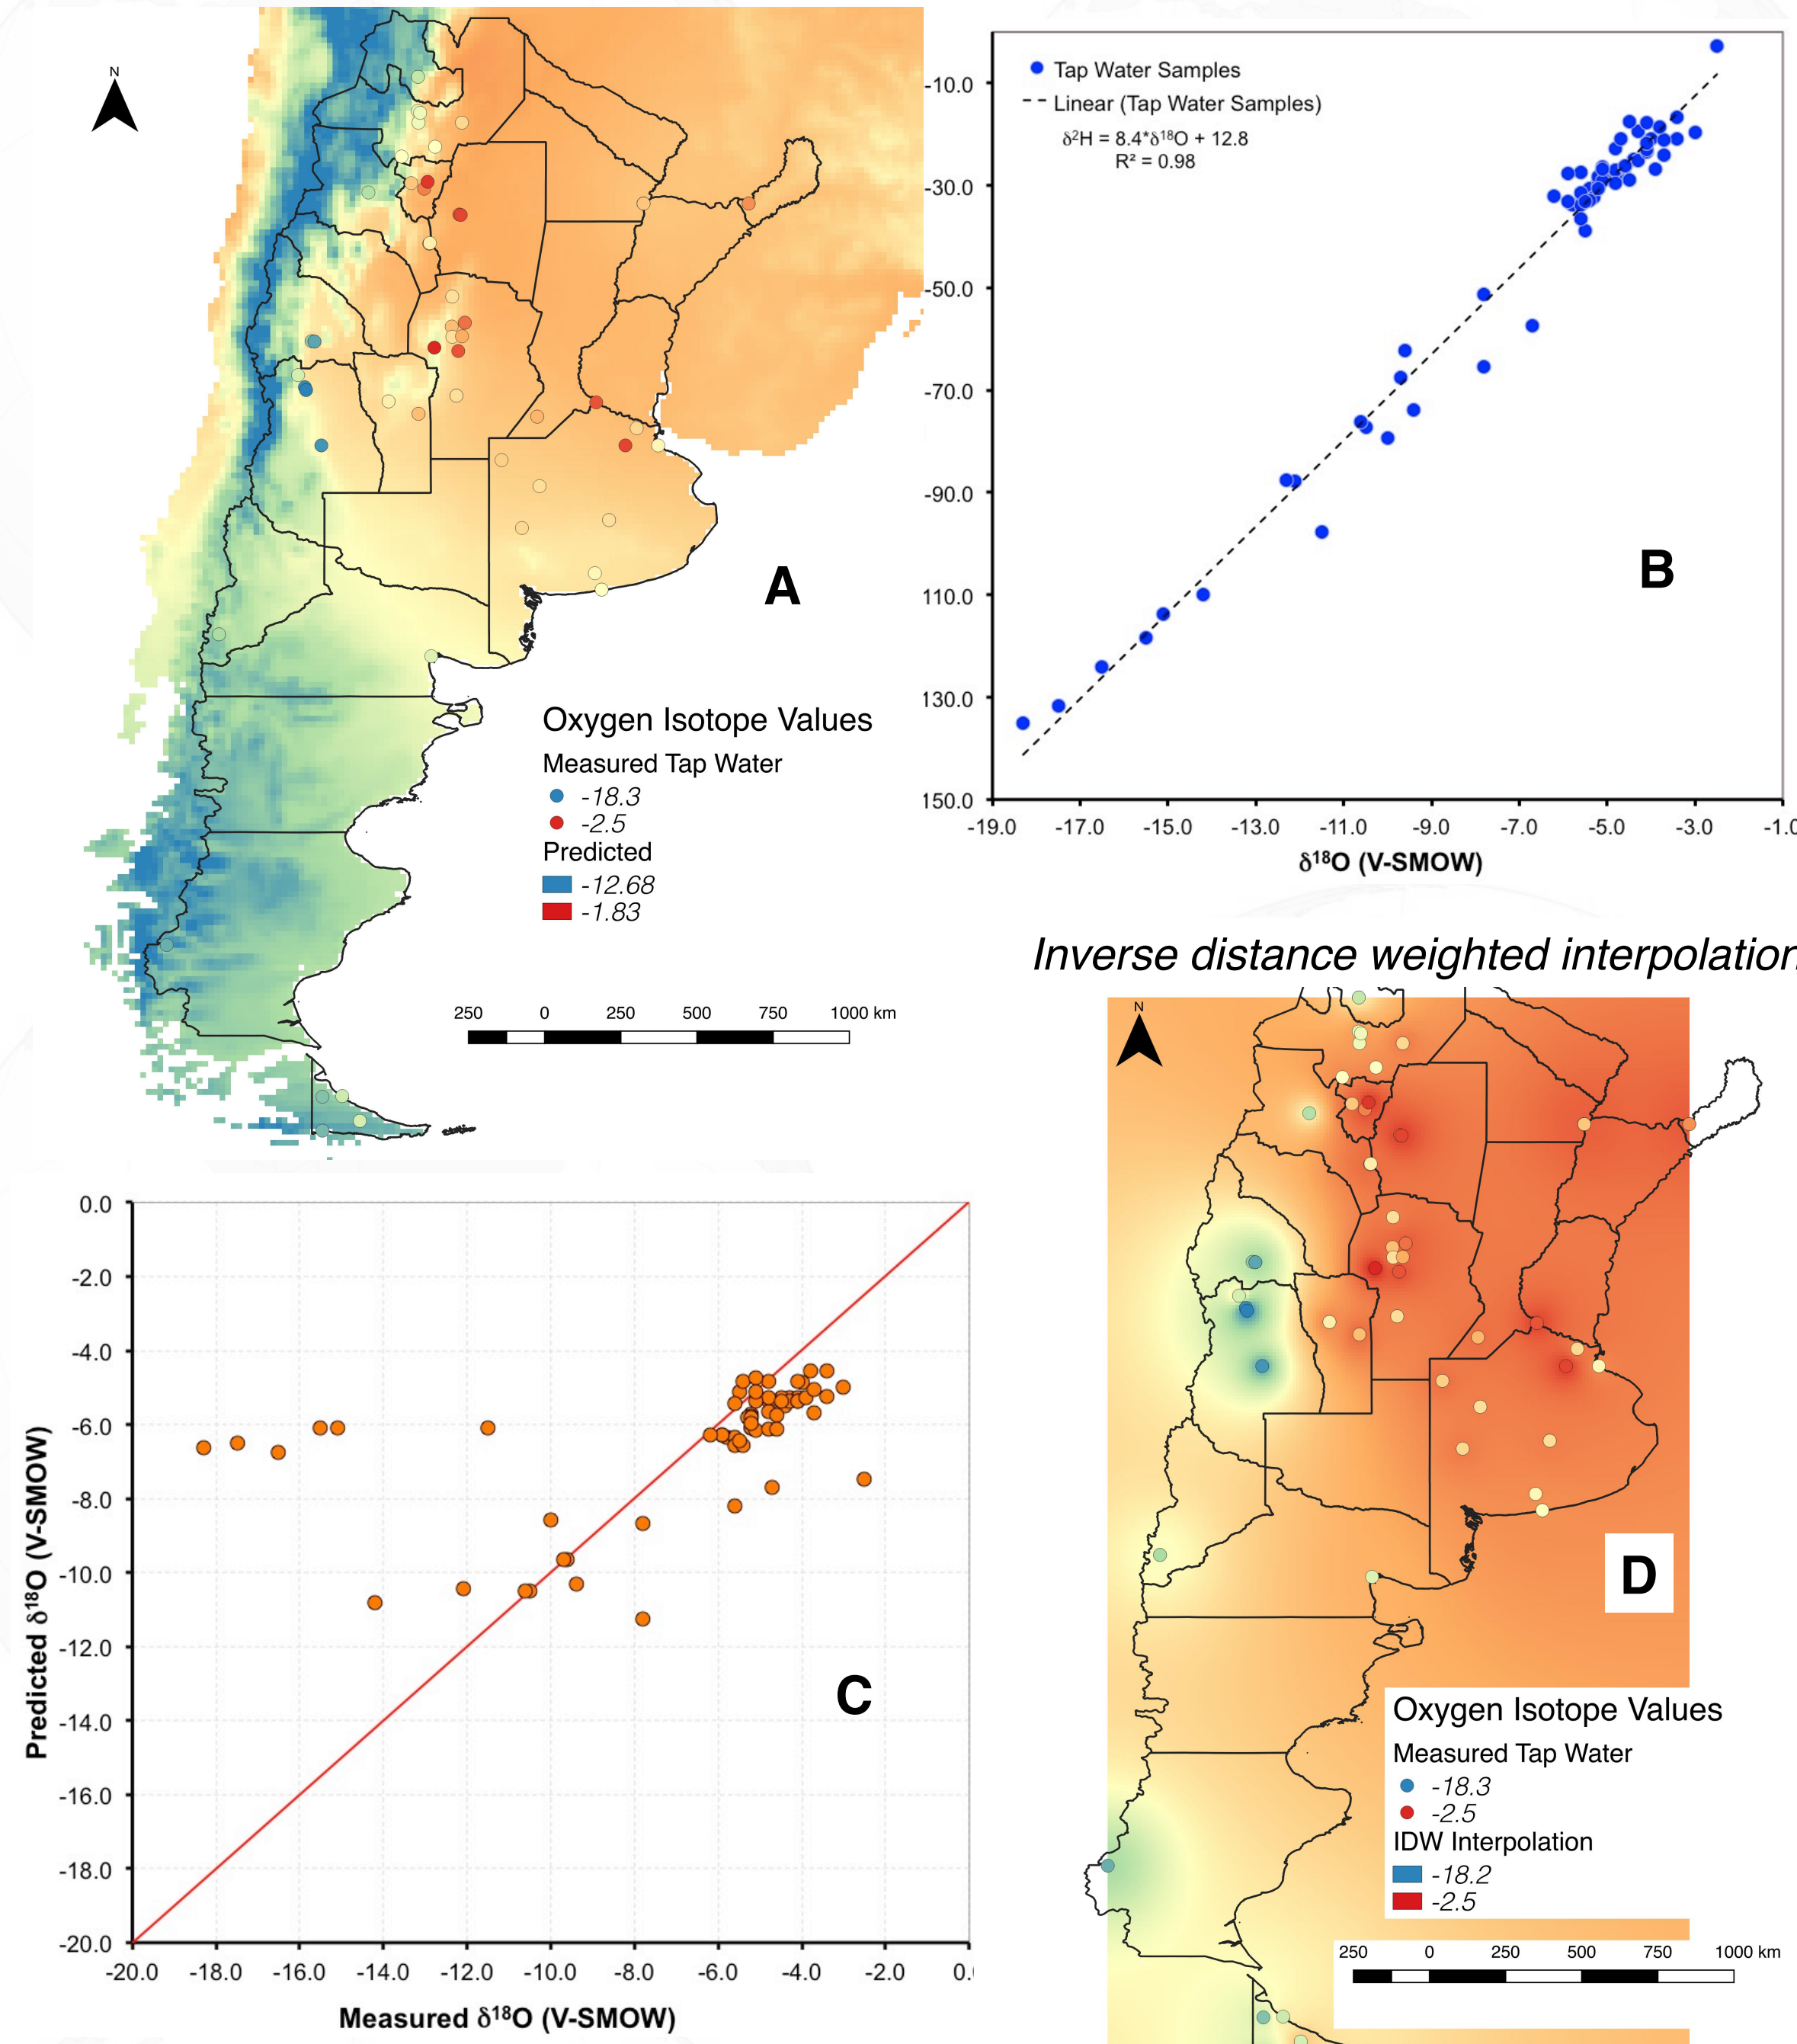 N
A
Oxygen Isotope Values
Measured Tap Water
-18.3
-2.5
Predicted
-12.68
-1.83
250 0 250 500 750 1000 km
Tap Water Samples
Linear (Tap Water Samples)
δ²H = 8.4*δ¹⁸O + 12.8
R² = 0.98
B
-10.0
-30.0
-50.0
-70.0
-90.0
110.0
130.0
150.0
-19.0 -17.0 -15.0 -13.0 -11.0 -9.0 -7.0 -5.0 -3.0 -1.0
δ¹⁸O (V-SMOW)
0.0
-2.0
-4.0
-6.0
-8.0
-10.0
-12.0
-14.0
-16.0
-18.0
-20.0
Predicted δ¹⁸O (V-SMOW)
C
-20.0 -18.0 -16.0 -14.0 -12.0 -10.0 -8.0 -6.0 -4.0 -2.0 0.
Measured δ¹⁸O (V-SMOW)
Inverse distance weighted interpolation
N
D
Oxygen Isotope Values
Measured Tap Water
-18.3
-2.5
IDW Interpolation
-18.2
-2.5
250 0 250 500 750 1000 km